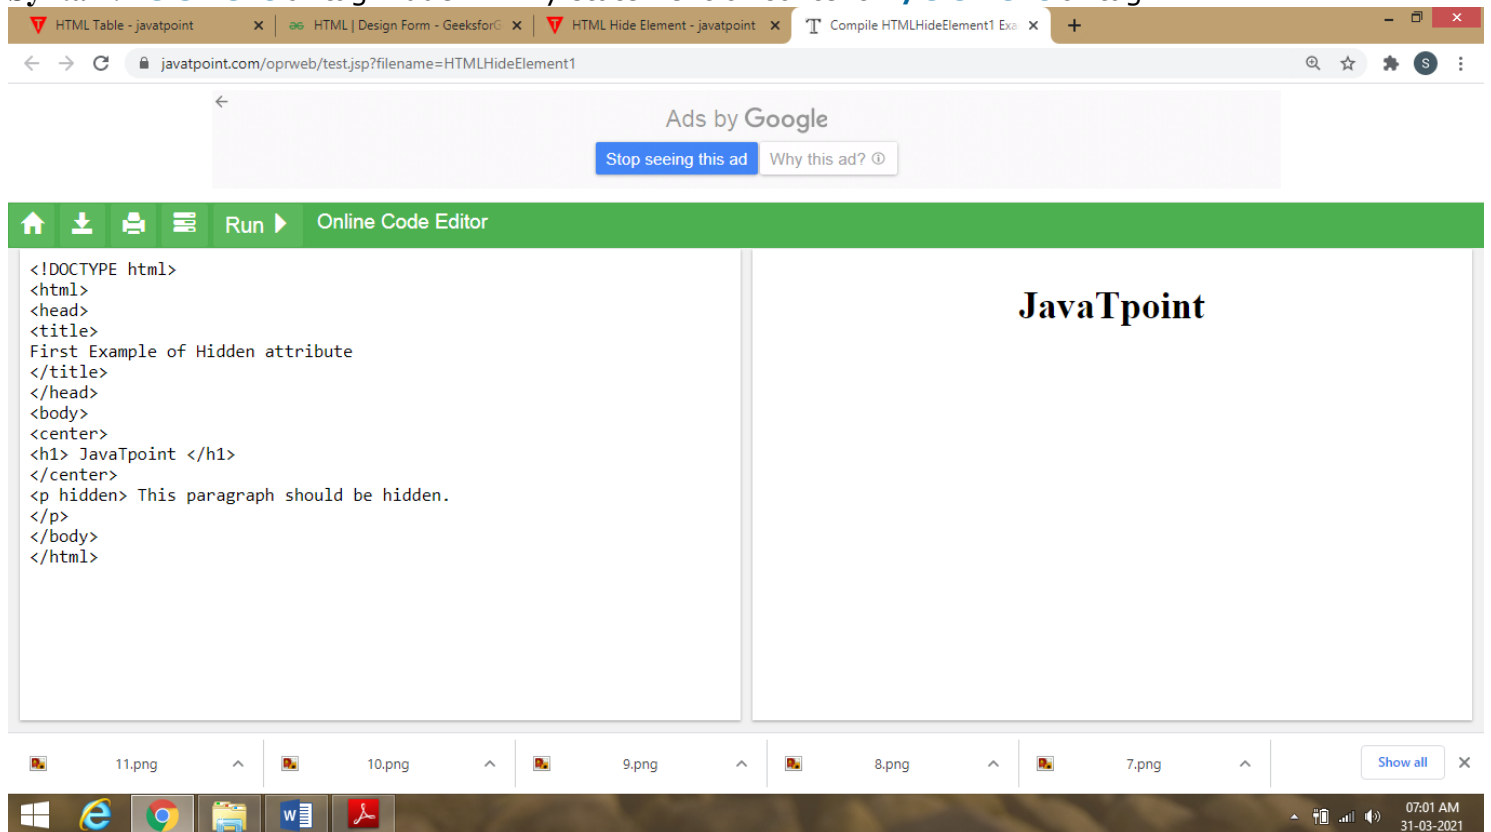 HTML Table - javatpoint
HTML | Design Form - GeeksforG
HTML Hide Element - javatpoint
Compile HTMLHideElement1 Exa
javatpoint.com/oprweb/test.jsp?filename=HTMLHideElement1
S
Ads by Google
Stop seeing this ad
Why this ad?
Run
Online Code Editor
<!DOCTYPE html>
<html>
<head>
<title>
First Example of Hidden attribute
</title>
</head>
<body>
<center>
<h1> JavaTpoint </h1>
</center>
<p hidden> This paragraph should be hidden.
</p>
</body>
</html>
JavaTpoint
11.png
10.png
9.png
8.png
7.png
Show all
07:01 AM
31-03-2021